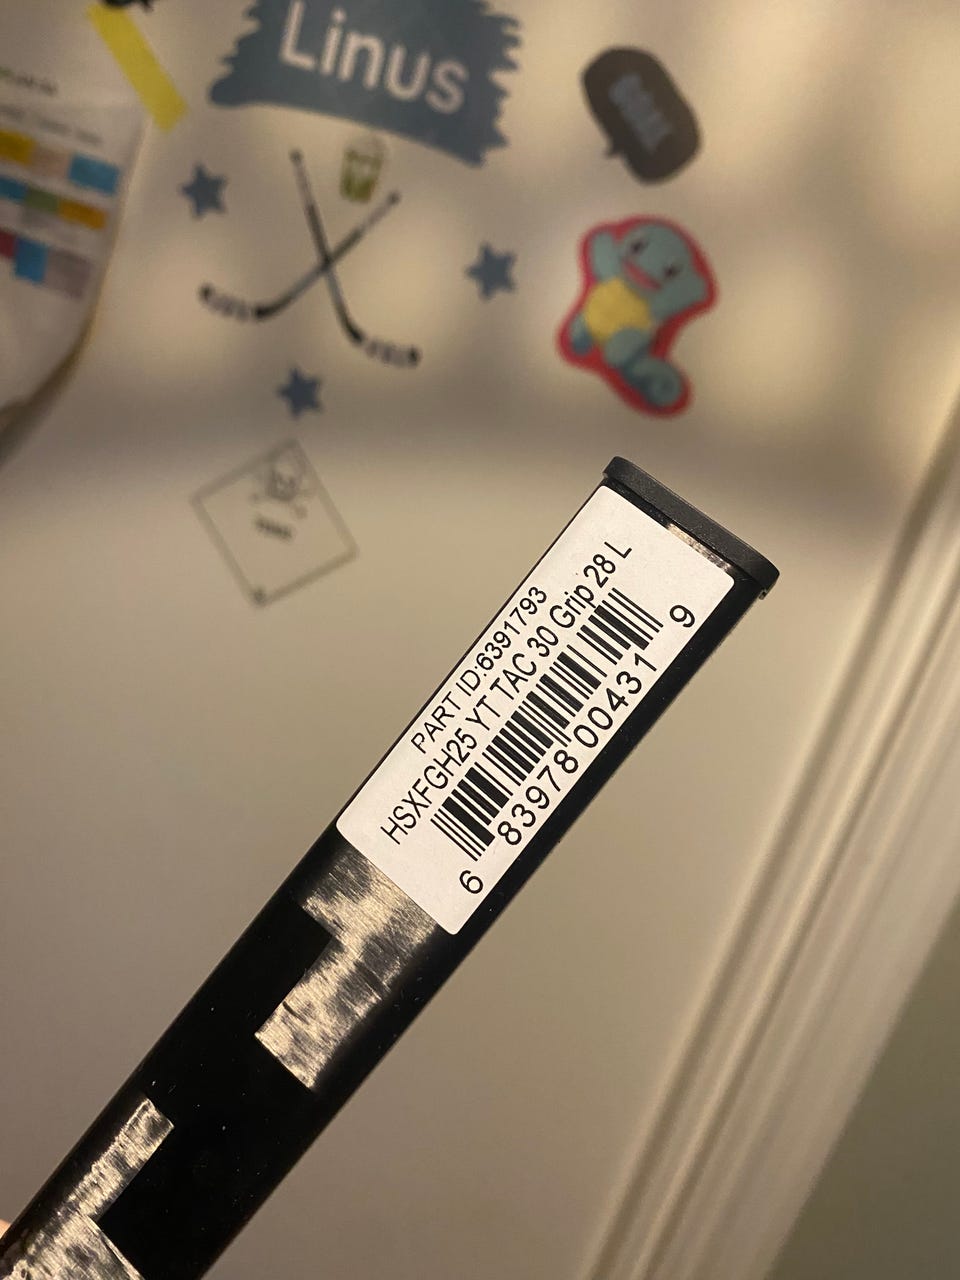 Linus
PART ID:6391793
HSXFGH25 YT TAC 30 Grip 28 L
6 83978 00431 9